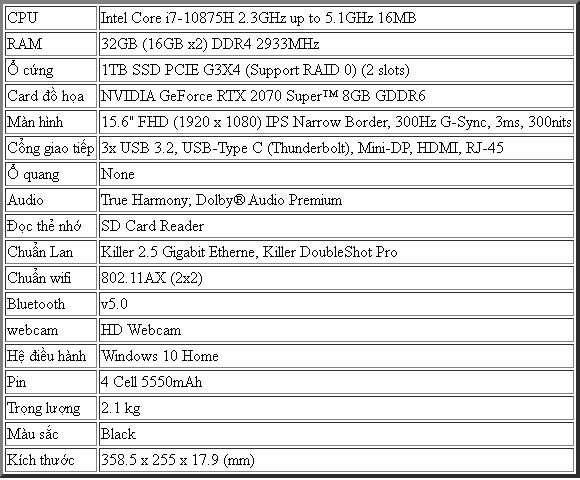 CPU Intel Core i7-10875H 2.3GHz up to 5.1GHz 16MB
RAM 32GB (16GB x2) DDR4 2933MHz
Ổ cứng 1TB SSD PCIE G3X4 (Support RAID 0) (2 slots)
Card đồ họa NVIDIA GeForce RTX 2070 Super™ 8GB GDDR6
Màn hình 15.6" FHD (1920 x 1080) IPS Narrow Border, 300Hz G-Sync, 3ms, 300nits
Cổng giao tiếp 3x USB 3.2, USB-Type C (Thunderbolt), Mini-DP, HDMI, RJ-45
Ổ quang None
Audio True Harmony; Dolby® Audio Premium
Đọc thẻ nhớ SD Card Reader
Chuẩn Lan Killer 2.5 Gigabit Etherne, Killer DoubleShot Pro
Chuẩn wifi 802.11AX (2x2)
Bluetooth v5.0
webcam HD Webcam
Hệ điều hành Windows 10 Home
Pin 4 Cell 5550mAh
Trọng lượng 2.1 kg
Màu sắc Black
Kích thước 358.5 x 255 x 17.9 (mm)